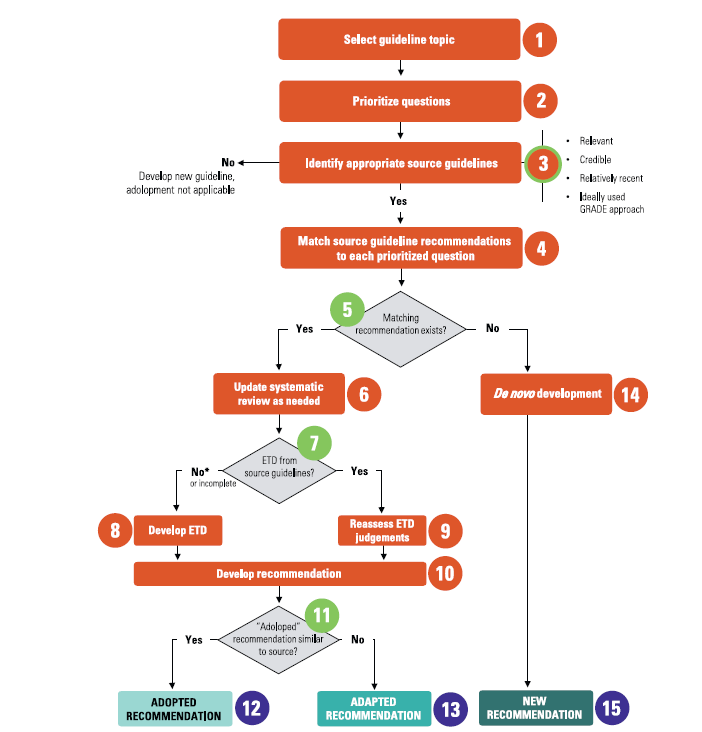 Select guideline topic
1
Prioritize questions
2
Identify appropriate source guidelines
3
• Relevant
• Credible
• Relatively recent
• Ideally used
GRADE approach
No
Develop new guideline,
adolopment not applicable
Yes
Match source guideline recommendations
to each prioritized question
4
5
Matching
recommendation exists?
Yes
No
Update systematic
review as needed
6
De novo development
14
7
ETD from
source guidelines?
No*
or incomplete
Yes
8
Develop ETD
Reassess ETD
judgements
9
Develop recommendation
10
11
"Adoloped"
recommendation similar
to source?
Yes
No
ADOPTED
RECOMMENDATION
12
ADAPTED
RECOMMENDATION
13
NEW
RECOMMENDATION
15